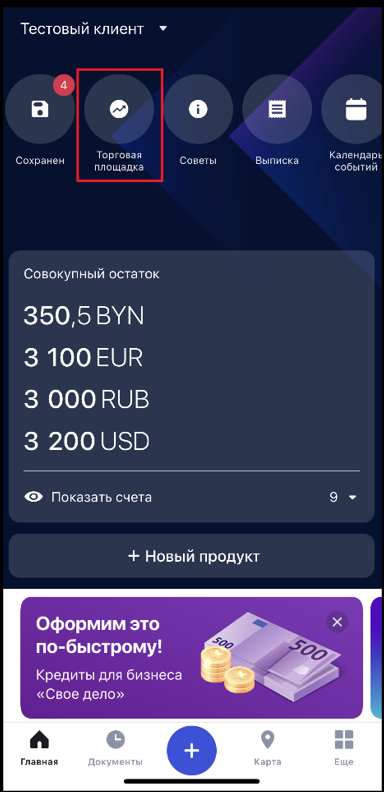 Тестовый клиент
4
Сохранен
Торговая
площадка
Советы
Выписка
Календарь
событий
Совокупный остаток
350,5 BYN
3 100 EUR
3 000 RUB
3 200 USD
Показать счета
9
+ Новый продукт
Оформим это
по-быстрому!
Кредиты для бизнеса
«Свое дело»
500
500
Главная
Документы
Карта
Еще